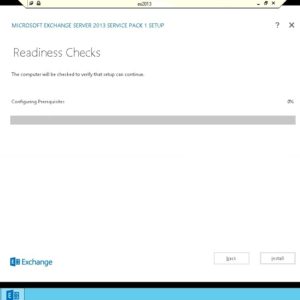 es2013
MICROSOFT EXCHANGE SERVER 2013 SERVICE PACK 1 SETUP
? ×
Readiness Checks
The computer will be checked to verify that setup can continue.
Configuring Prerequisites 0%
Exchange
back
install